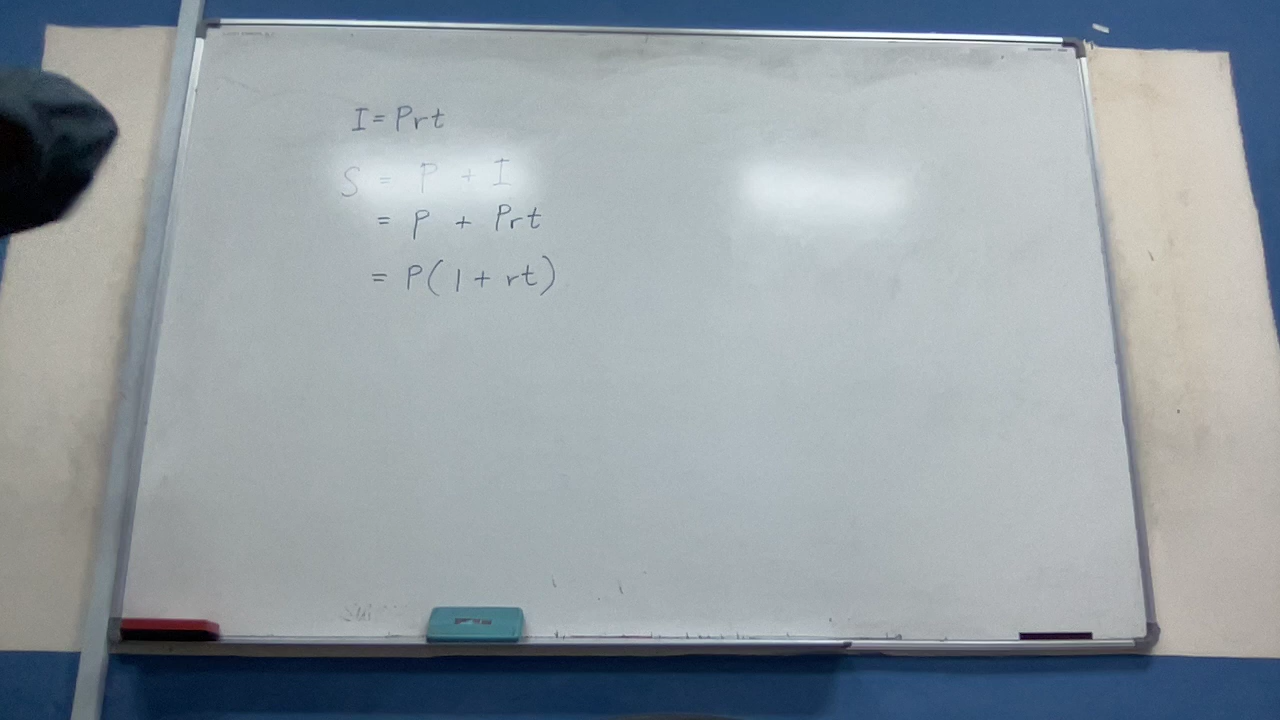 I = Prt
S = P + I
= P + Prt
= P(1 + rt)